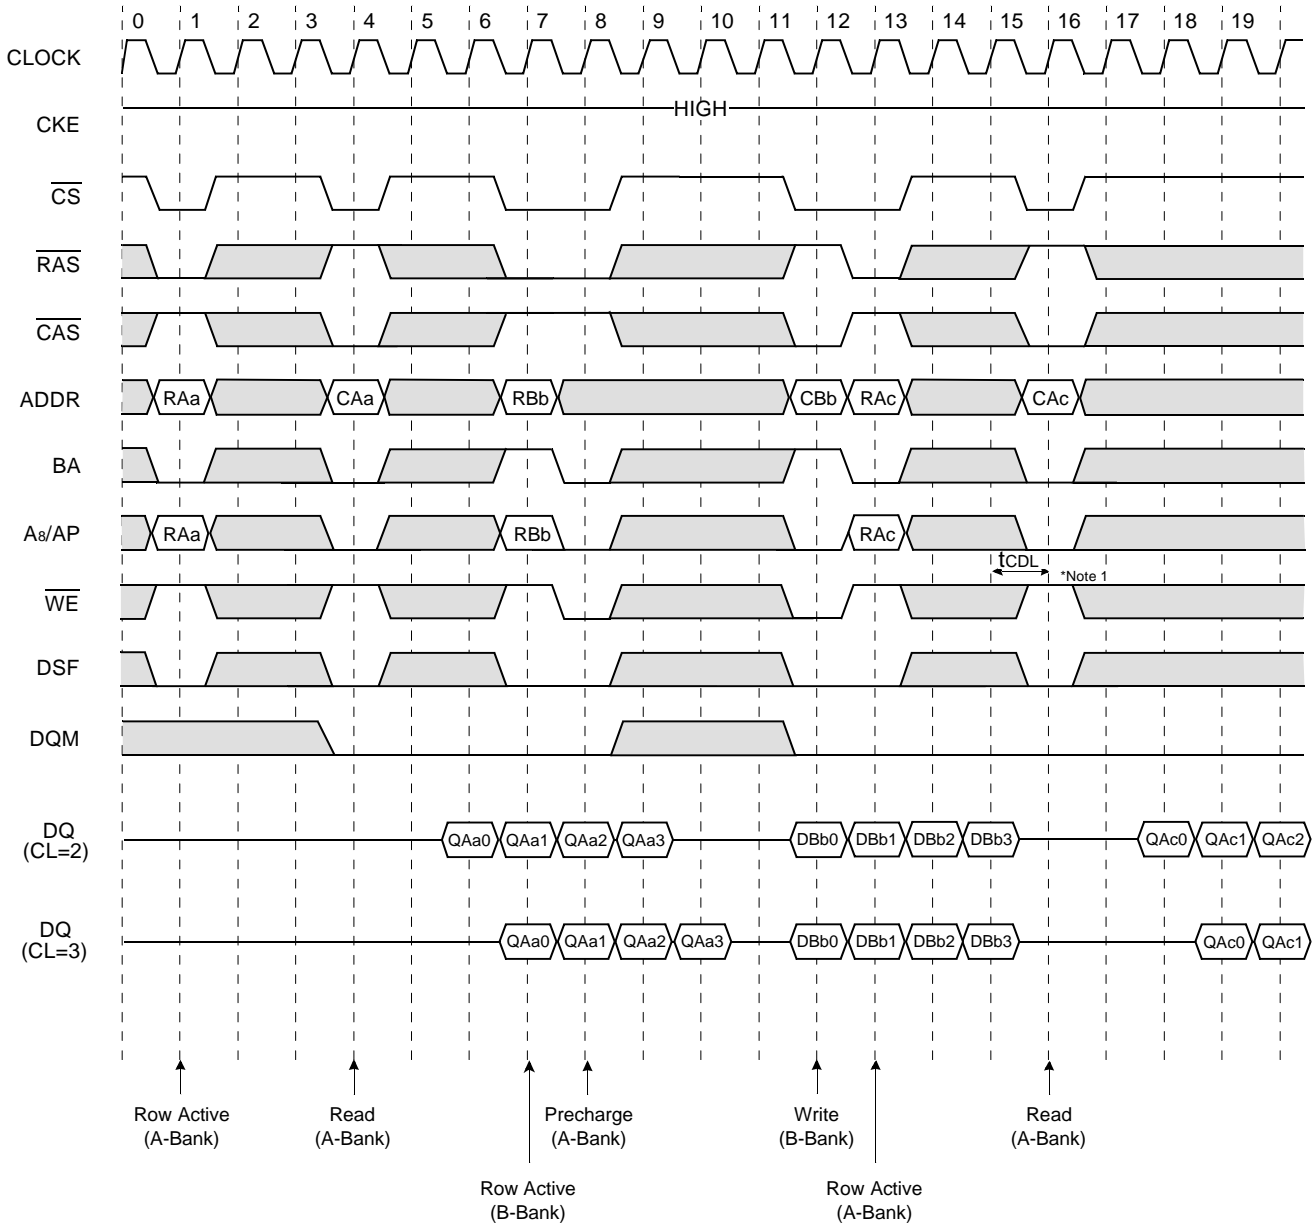 0 1 2 3 4 5 6 7 8 9 10 11 12 13 14 15 16 17 18 19
CLOCK
HIGH
CKE
CS
RAS
CAS
ADDR RAa CAa RBb CBb RAc CAc
BA
A8/AP RAa RBb RAc
tCDL *Note 1
WE
DSF
DQM
DQ
(CL=2)
QAa0 QAa1 QAa2 QAa3 DBb0 DBb1 DBb2 DBb3 QAc0 QAc1 QAc2
DQ
(CL=3)
QAa0 QAa1 QAa2 QAa3 DBb0 DBb1 DBb2 DBb3 QAc0 QAc1
Row Active
(A-Bank)
Read
(A-Bank)
Precharge
(A-Bank)
Write
(B-Bank)
Read
(A-Bank)
Row Active
(B-Bank)
Row Active
(A-Bank)